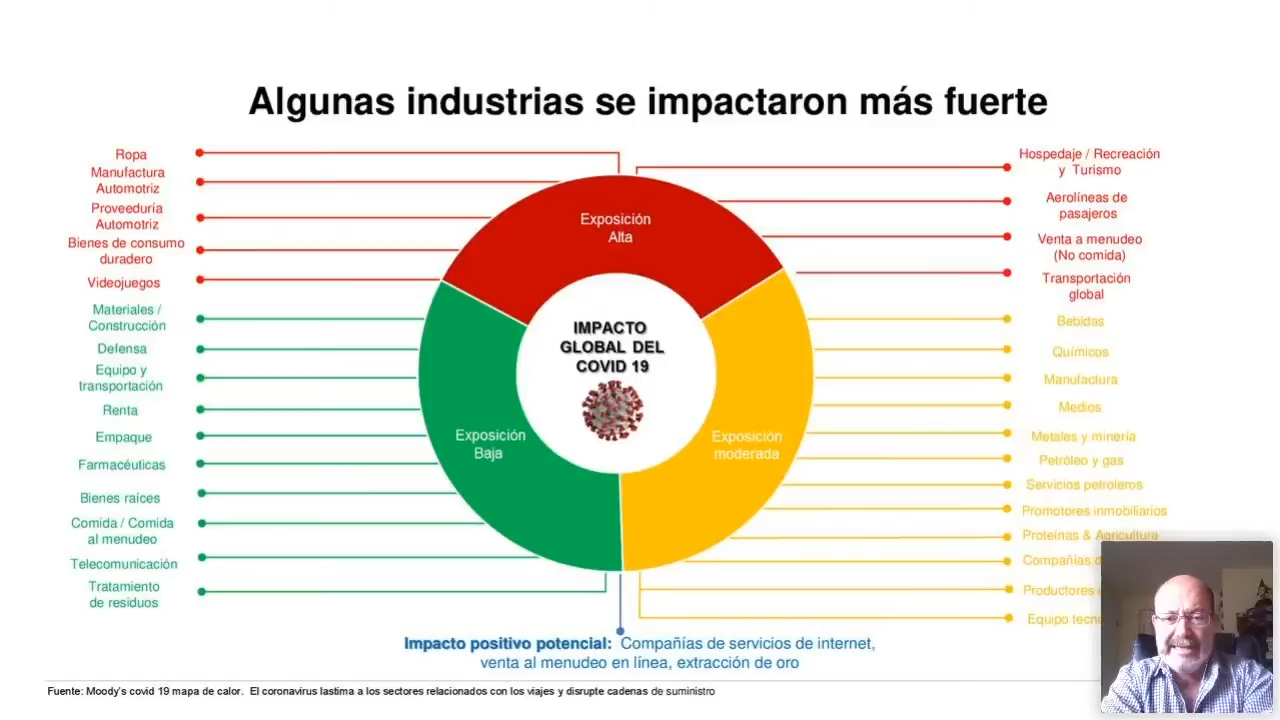 Algunas industrias se impactaron más fuerte
Ropa
Manufactura
Automotriz
Proveeduría
Automotriz
Bienes de consumo
duradero
Videojuegos
Materiales /
Construcción
Defensa
Equipo y
transportación
Renta
Empaque
Farmacéuticas
Bienes raíces
Comida / Comida
al menudeo
Telecomunicación
Tratamiento
de residuos
Exposición
Alta
IMPACTO
GLOBAL DEL
COVID 19
Exposición
Baja
Exposición
moderada
Hospedaje / Recreación
y Turismo
Aerolíneas de
pasajeros
Venta a menudeo
(No comida)
Transportación
global
Bebidas
Químicos
Manufactura
Medios
Metales y minería
Petróleo y gas
Servicios petroleros
Promotores inmobiliarios
Proteínas & Agricultura
Compañías
Productores
Equipo
Impacto positivo potencial: Compañías de servicios de internet,
venta al menudeo en línea, extracción de oro
Fuente: Moody's covid 19 mapa de calor. El coronavirus lastima a los sectores relacionados con los viajes y disrupte cadenas de suministro